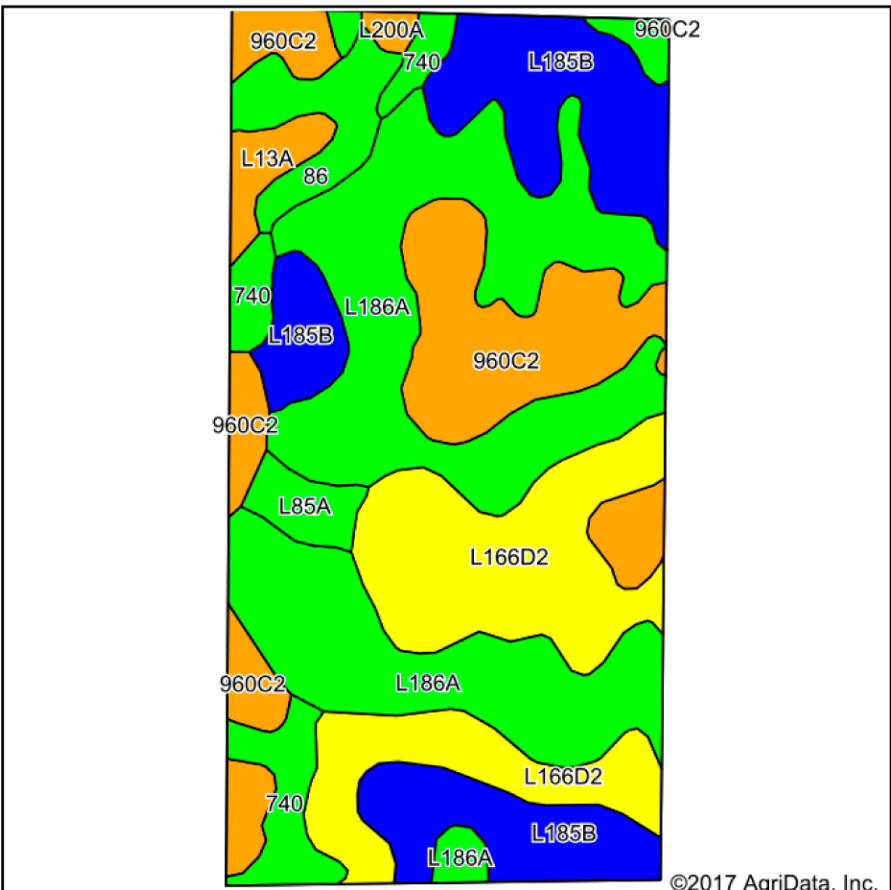 960C2
L200A
960C2
740
L185B
L13A
86
740
L186A
L185B
960C2
960C2
L85A
L166D2
960C2
L186A
L166D2
740
L185B
L186A
©2017 AgriData, Inc.